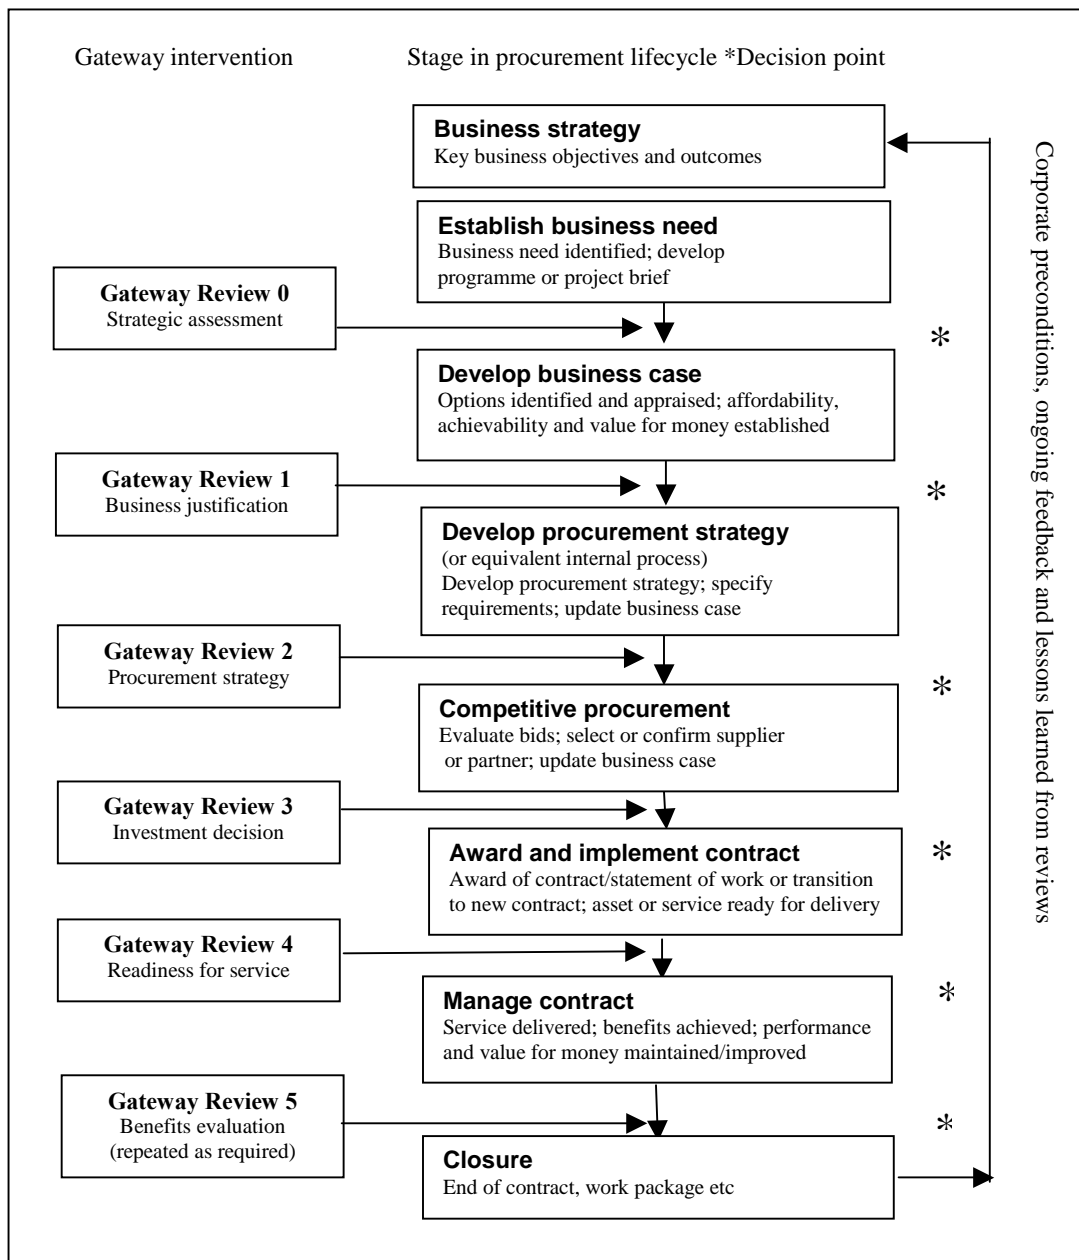 Gateway intervention
Stage in procurement lifecycle *Decision point
Business strategy
Key business objectives and outcomes
Establish business need
Business need identified; develop
programme or project brief
Gateway Review 0
Strategic assessment
*
Develop business case
Options identified and appraised; affordability,
achievability and value for money established
Gateway Review 1
Business justification
*
Develop procurement strategy
(or equivalent internal process)
Develop procurement strategy; specify
requirements; update business case
Gateway Review 2
Procurement strategy
*
Competitive procurement
Evaluate bids; select or confirm supplier
or partner; update business case
Gateway Review 3
Investment decision
*
Award and implement contract
Award of contract/statement of work or transition
to new contract; asset or service ready for delivery
Gateway Review 4
Readiness for service
*
Manage contract
Service delivered; benefits achieved; performance
and value for money maintained/improved
Gateway Review 5
Benefits evaluation
(repeated as required)
*
Closure
End of contract, work package etc
Corporate preconditions, ongoing feedback and lessons learned from reviews